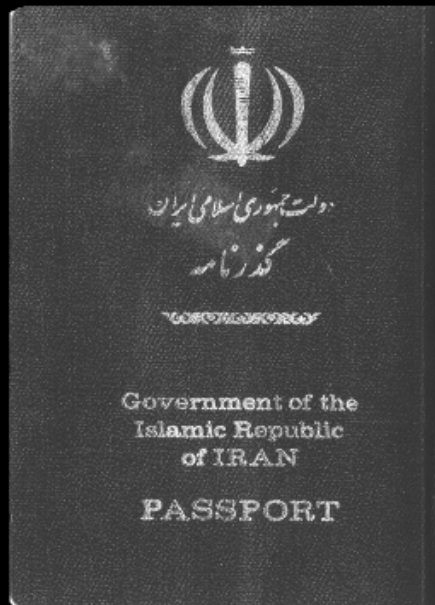 دولت جمهوری اسلامی ایران
گذرنامه
Government of the
Islamic Republic
of IRAN
PASSPORT